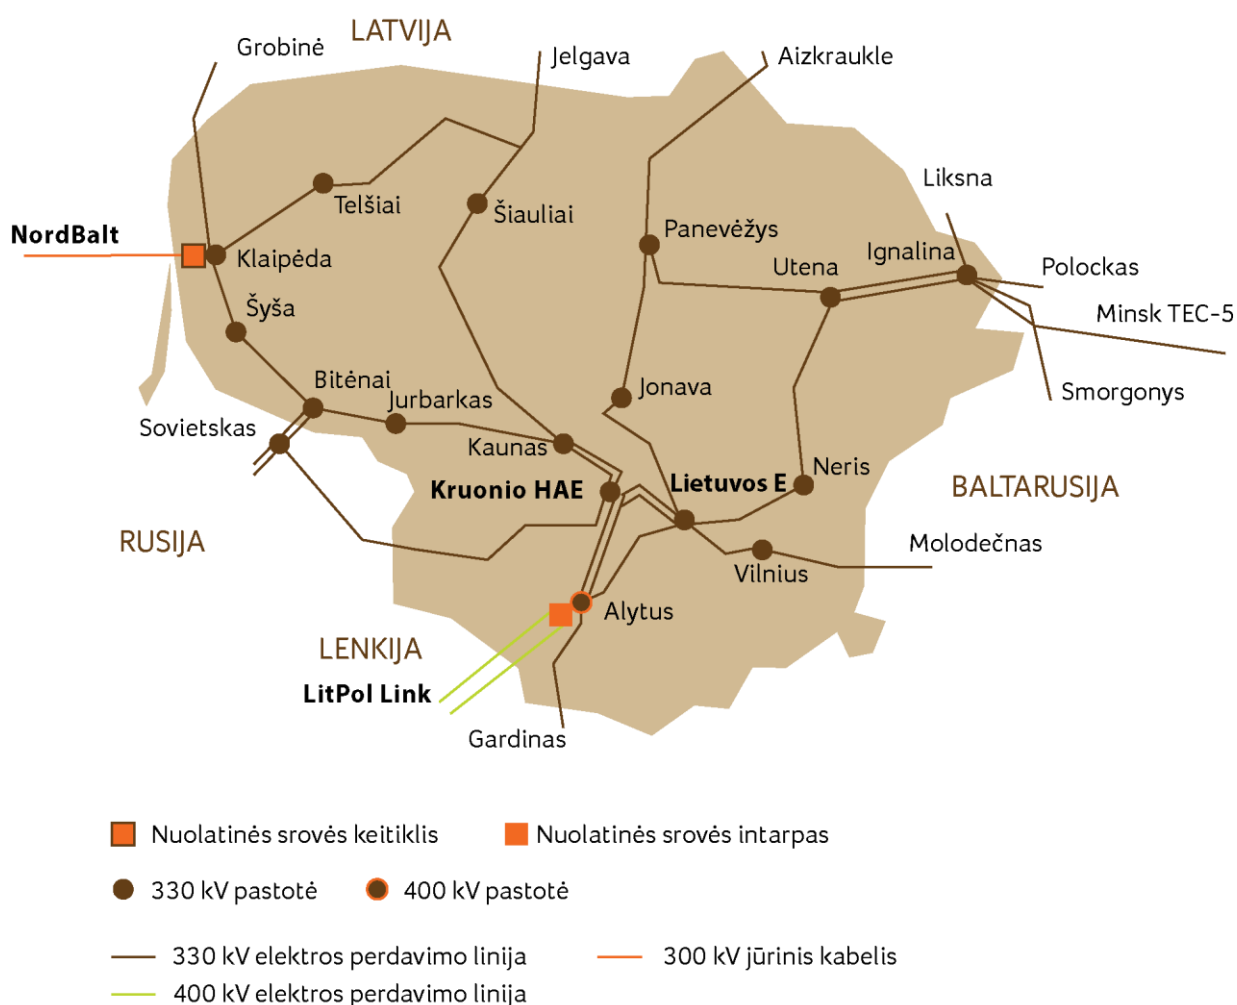 LATVIJA
Grobinė
Jelgava
Aizkraukle
Liksna
Telšiai
Šiauliai
Panevėžys
NordBalt
Klaipėda
Utena
Ignalina
Polockas
Šyša
Minsk TEC-5
Bitėnai
Jurbarkas
Jonava
Smorgonys
Sovietskas
Kaunas
Neris
Kruonio HAE
Lietuvos E
BALTARUSIJA
RUSIJA
Molodečnas
Vilnius
Alytus
LENKIJA
LitPol Link
Gardinas
Nuolatinės srovės keitiklis
Nuolatinės srovės intarpas
330 kV pastotė
400 kV pastotė
330 kV elektros perdavimo linija
300 kV jūrinis kabelis
400 kV elektros perdavimo linija